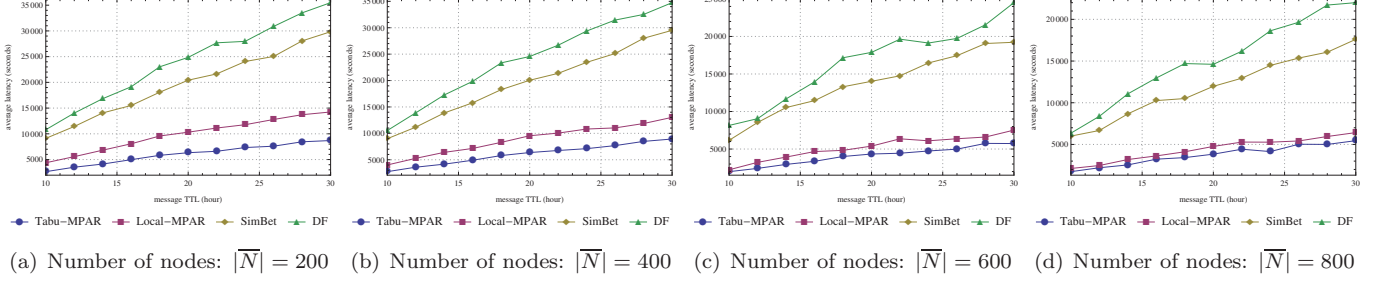 average latency (seconds)
35000
30000
25000
20000
15000
10000
5000
10 15 20 25 30
message TTL (hour)
Tabu-MPAR Local-MPAR SimBet DF
(a) Number of nodes: |N̅| = 200
average latency (seconds)
35000
30000
25000
20000
15000
10000
5000
10 15 20 25 30
message TTL (hour)
Tabu-MPAR Local-MPAR SimBet DF
(b) Number of nodes: |N̅| = 400
average latency (seconds)
25000
20000
15000
10000
5000
10 15 20 25 30
message TTL (hour)
Tabu-MPAR Local-MPAR SimBet DF
(c) Number of nodes: |N̅| = 600
average latency (seconds)
20000
15000
10000
5000
10 15 20 25 30
message TTL (hour)
Tabu-MPAR Local-MPAR SimBet DF
(d) Number of nodes: |N̅| = 800